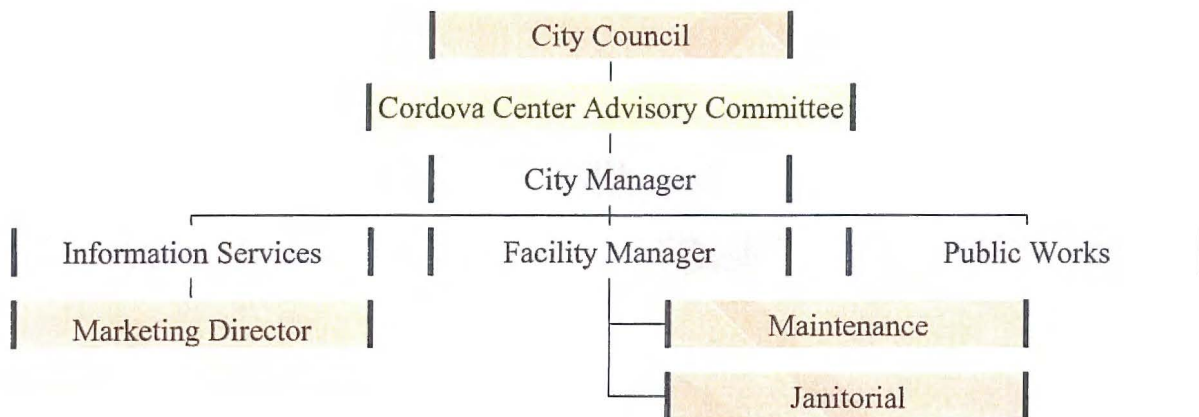 City Council
Cordova Center Advisory Committee
City Manager
Information Services
Facility Manager
Public Works
Marketing Director
Maintenance
Janitorial